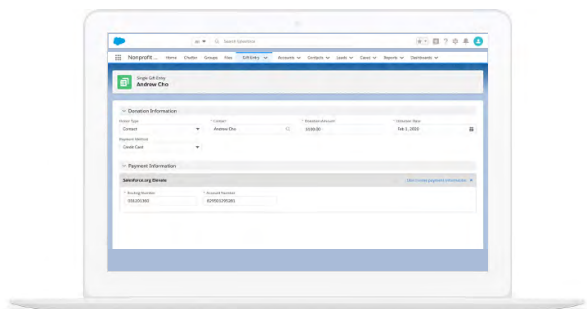 All Search Salesforce
Nonprofit ... Home Chatter Groups Files Gift Entry Accounts Contacts Leads Cases Reports Dashboards
Single Gift Entry
Andrew Cho
Donation Information
Donor Type * Contact * Donation Amount * Donation Date
Contact Andrew Cho Feb 1, 2020
Payment Method
Credit Card
Payment Information
Salesforce.org Elevate
* Routing Number * Account Number